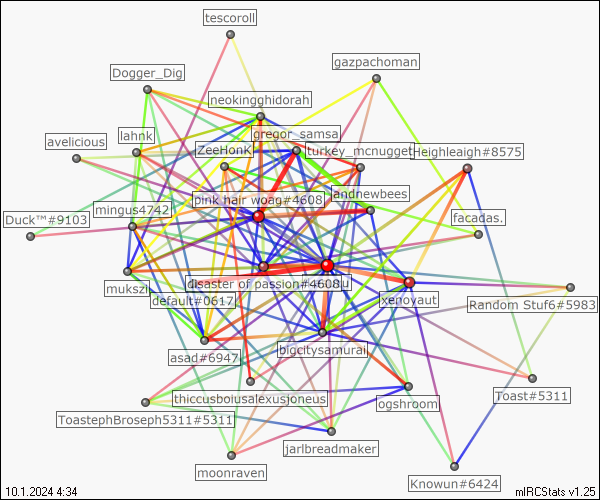 tescoroll
gazpachoman
Dogger_Dig
neokingghidorah
gregor_samsa
lahnk
ZeeHonK
turkey_mcnugget
Heighleaigh#8575
avelicious
andnewbees
pink hair woag#4608
mingus4742
Duck™#9103
facadas.
mukszi
disaster of passion#4608
default#0617
xenoyaut
Random Stuf6#5983
asad#6947
bigcitysamurai
thiccusboiusalexusjoneus
ogshroom
Toast#5311
ToastephBroseph5311#5311
jarlbreadmaker
moonraven
Knowun#6424
10.1.2024 4:34
mIRCStats v1.25